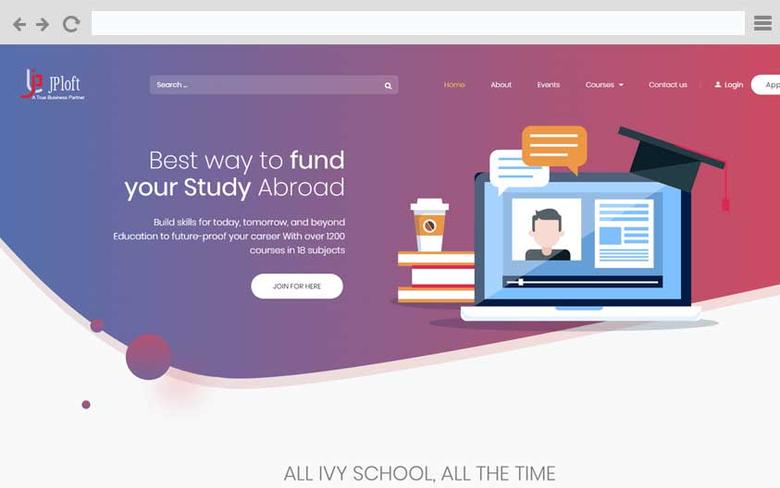 JPloft
A True Business Partner
Search ...
Home
About
Events
Courses
Contact us
Login
App
Best way to fund
your Study Abroad
Build skills for today, tomorrow, and beyond
Education to future-proof your career With over 1200
courses in 18 subjects
JOIN FOR HERE
ALL IVY SCHOOL, ALL THE TIME